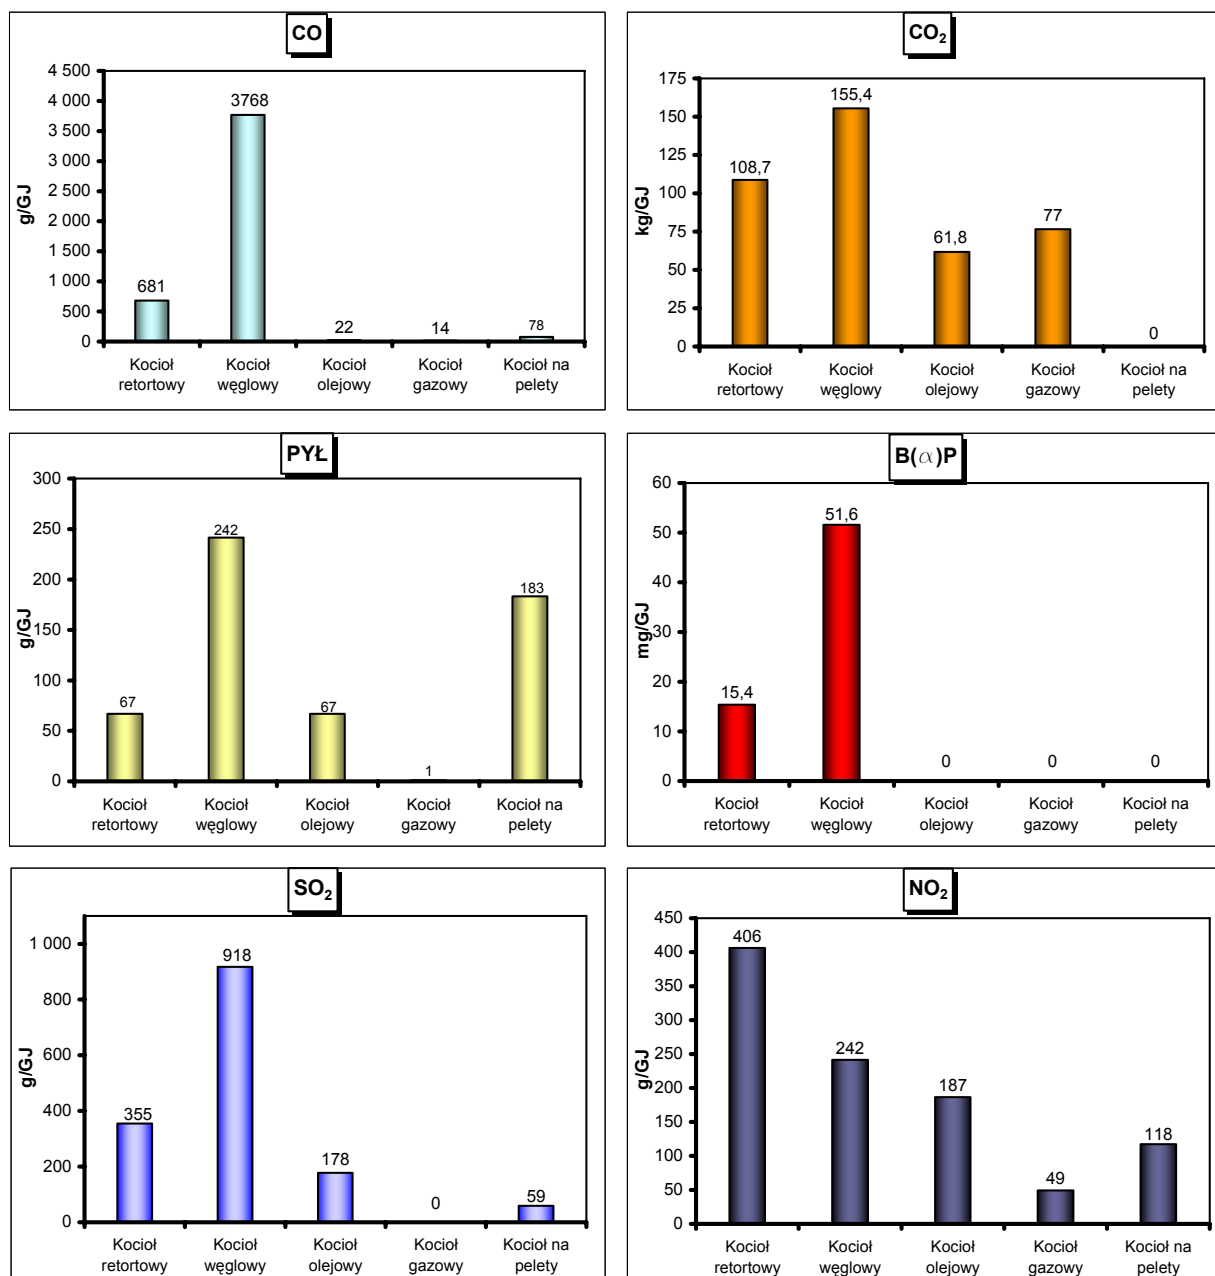 CO
4 500
4 000
3 500
3 000
2 500
2 000
1 500
1 000
500
0
g/GJ
681
3768
22
14
78
Kocioł retortowy
Kocioł węglowy
Kocioł olejowy
Kocioł gazowy
Kocioł na pelety
CO₂
175
150
125
100
75
50
25
0
kg/GJ
108,7
155,4
61,8
77
0
Kocioł retortowy
Kocioł węglowy
Kocioł olejowy
Kocioł gazowy
Kocioł na pelety
PYŁ
300
250
200
150
100
50
0
g/GJ
67
242
67
1
183
Kocioł retortowy
Kocioł węglowy
Kocioł olejowy
Kocioł gazowy
Kocioł na pelety
B(α)P
60
50
40
30
20
10
0
mg/GJ
15,4
51,6
0
0
0
Kocioł retortowy
Kocioł węglowy
Kocioł olejowy
Kocioł gazowy
Kocioł na pelety
SO₂
1 000
800
600
400
200
0
g/GJ
355
918
178
0
59
Kocioł retortowy
Kocioł węglowy
Kocioł olejowy
Kocioł gazowy
Kocioł na pelety
NO₂
450
400
350
300
250
200
150
100
50
0
g/GJ
406
242
187
49
118
Kocioł retortowy
Kocioł węglowy
Kocioł olejowy
Kocioł gazowy
Kocioł na pelety